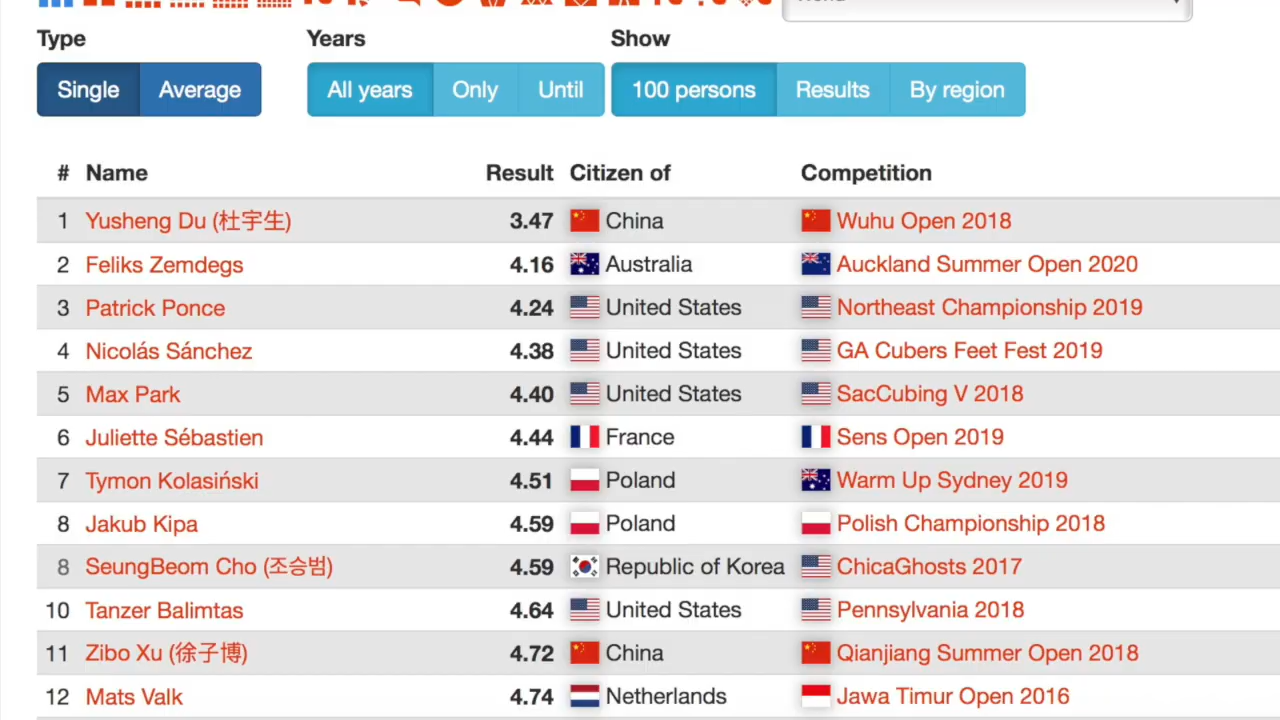 Type Years Show
Single Average All years Only Until 100 persons Results By region
# Name Result Citizen of Competition
1 Yusheng Du (杜宇生) 3.47 China Wuhu Open 2018
2 Feliks Zemdegs 4.16 Australia Auckland Summer Open 2020
3 Patrick Ponce 4.24 United States Northeast Championship 2019
4 Nicolás Sánchez 4.38 United States GA Cubers Feet Fest 2019
5 Max Park 4.40 United States SacCubing V 2018
6 Juliette Sébastien 4.44 France Sens Open 2019
7 Tymon Kolasiński 4.51 Poland Warm Up Sydney 2019
8 Jakub Kipa 4.59 Poland Polish Championship 2018
8 SeungBeom Cho (조승범) 4.59 Republic of Korea ChicaGhosts 2017
10 Tanzer Balimtas 4.64 United States Pennsylvania 2018
11 Zibo Xu (徐子博) 4.72 China Qianjiang Summer Open 2018
12 Mats Valk 4.74 Netherlands Jawa Timur Open 2016